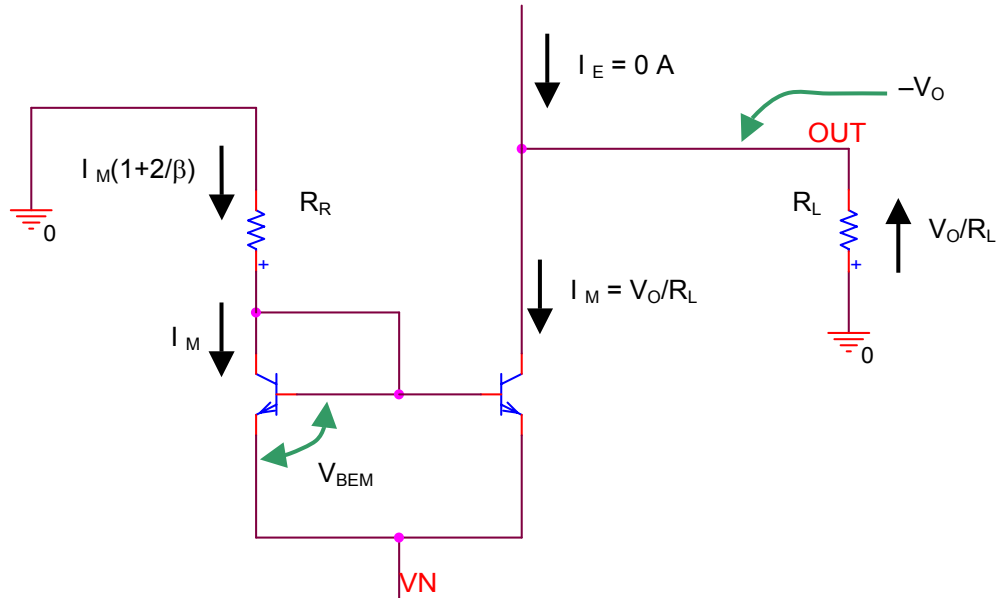 I E = 0 A
–VO
OUT
I M(1+2/β)
RR
RL
VO/RL
0
I M = VO/RL
I M
0
VBEM
VN